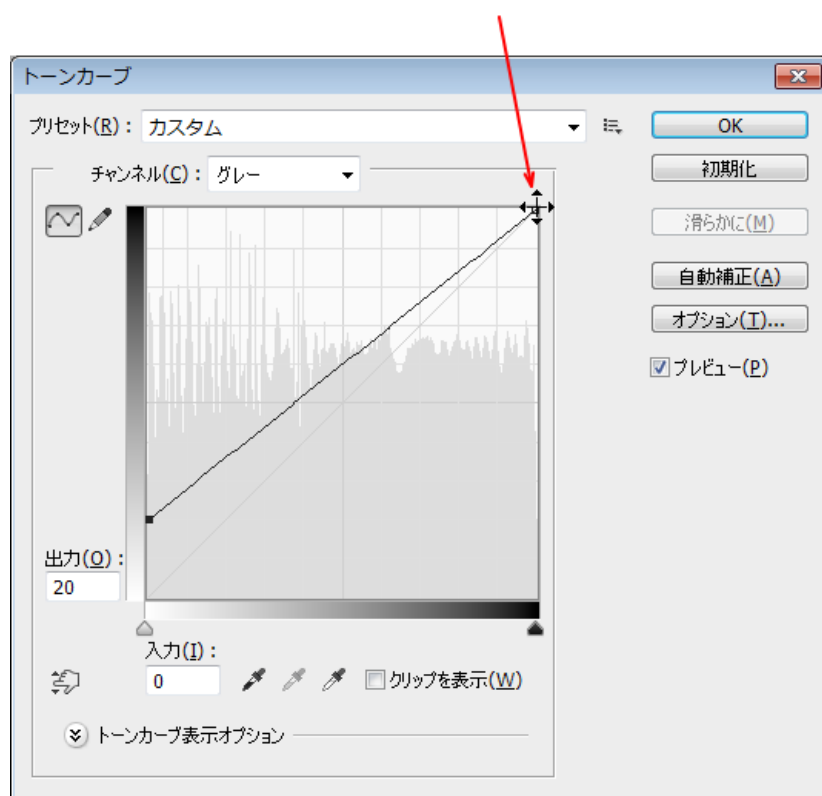 トーンカーブ
プリセット(R)： カスタム
OK
チャンネル(C)： グレー
初期化
滑らかに(M)
自動補正(A)
オプション(T)...
プレビュー(P)
出力(O)：
20
入力(I)：
0
クリップを表示(W)
トーンカーブ表示オプション